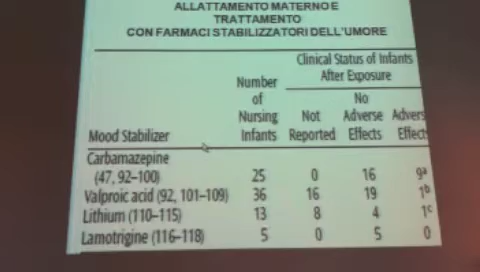 ALLATTAMENTO MATERNO E
TRATTAMENTO
CON FARMACI STABILIZZATORI DELL'UMORE
Clinical Status of Infants
After Exposure
Number
of
Nursing
Infants
Not
Reported
No
Adverse
Effects
Advers
Effect
Mood Stabilizer
Carbamazepine
(47, 92–100) 25 0 16 9a
Valproic acid (92, 101–109) 36 16 19 1b
Lithium (110–115) 13 8 4 1c
Lamotrigine (116–118) 5 0 5 0